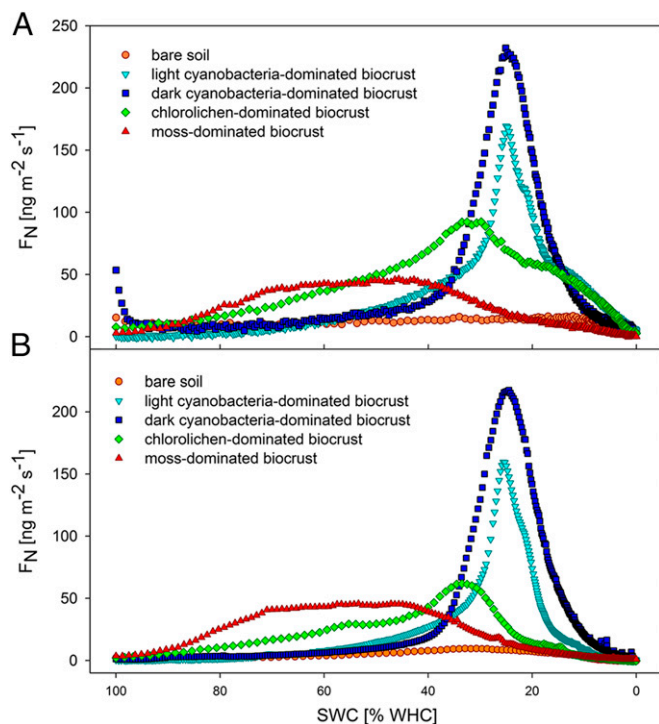 A
250
bare soil
light cyanobacteria-dominated biocrust
200
dark cyanobacteria-dominated biocrust
chlorolichen-dominated biocrust
moss-dominated biocrust
150
F_N [ng m⁻² s⁻¹]
100
50
0
B
bare soil
light cyanobacteria-dominated biocrust
200
dark cyanobacteria-dominated biocrust
chlorolichen-dominated biocrust
moss-dominated biocrust
150
F_N [ng m⁻² s⁻¹]
100
50
0
100 80 60 40 20 0
SWC [% WHC]